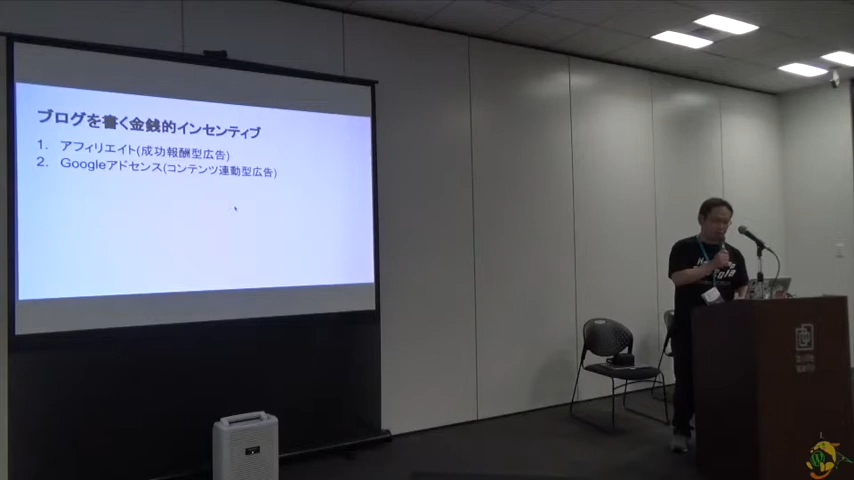 ブログを書く金銭的インセンティブ
1. アフィリエイト(成功報酬型広告)
2. Googleアドセンス(コンテンツ連動型広告)